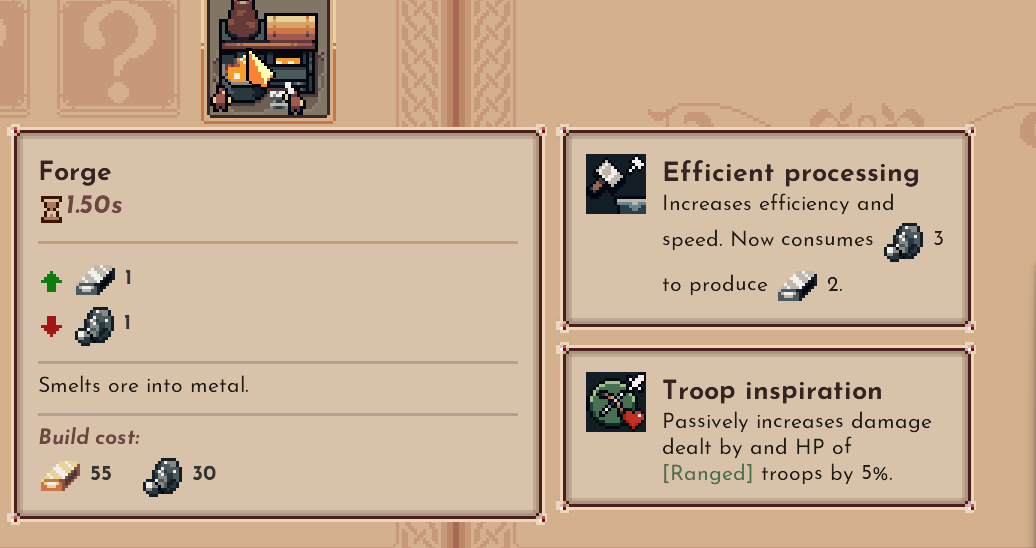 ?
Forge
1.50s
1
1
Smelts ore into metal.
Build cost:
55 30
Efficient processing
Increases efficiency and
speed. Now consumes 3
to produce 2.
Troop inspiration
Passively increases damage
dealt by and HP of
[Ranged] troops by 5%.